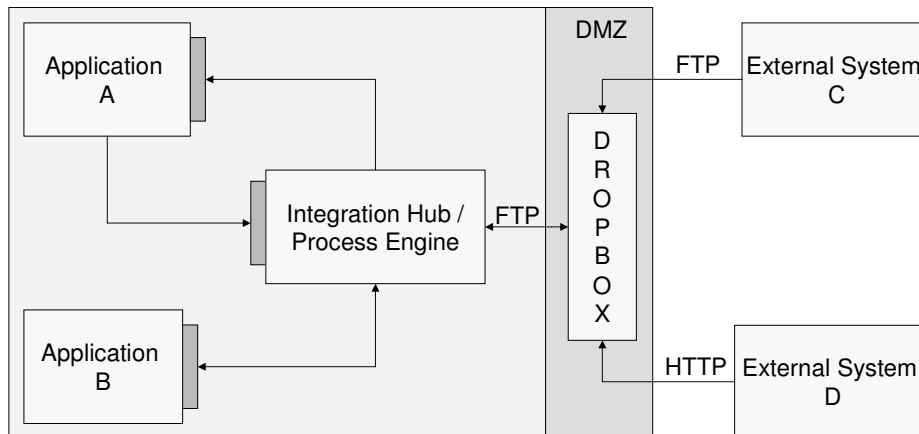 DMZ
Application
A
FTP
External System
C
D
R
O
P
B
O
X
Integration Hub /
Process Engine
FTP
Application
B
HTTP
External System
D